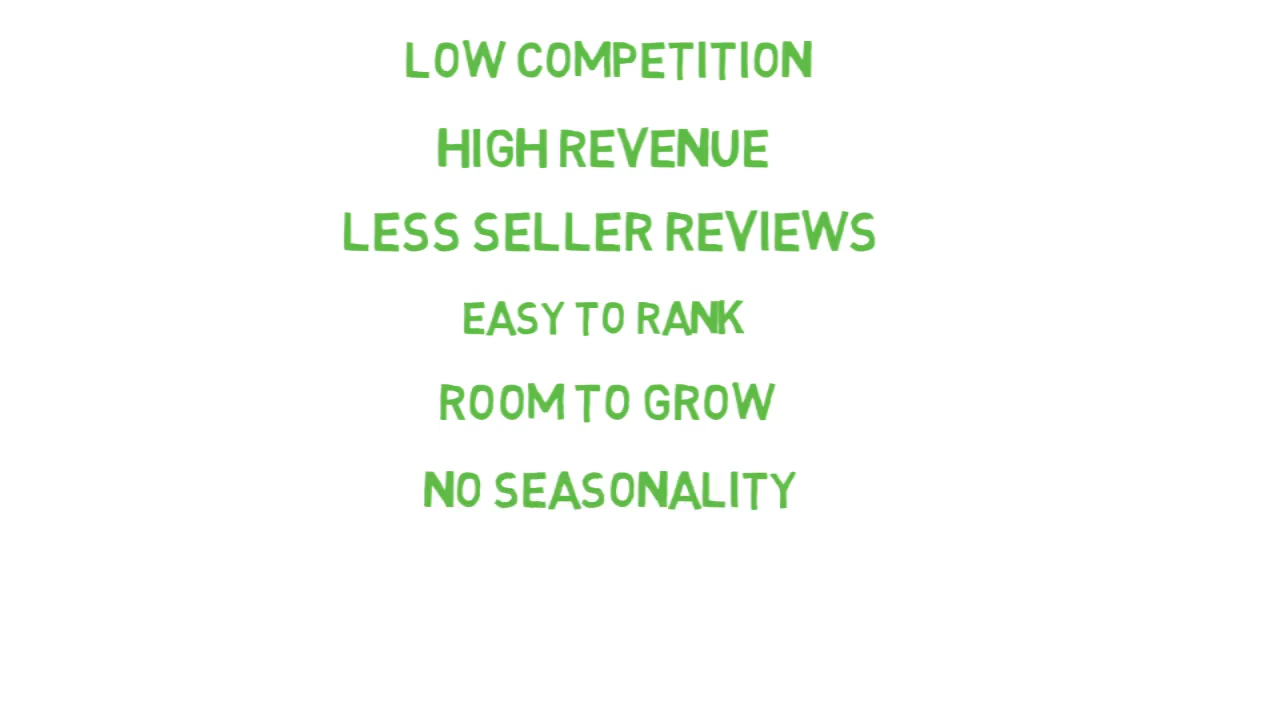 LOW COMPETITION
HIGH REVENUE
LESS SELLER REVIEWS
EASY TO RANK
ROOM TO GROW
NO SEASONALITY